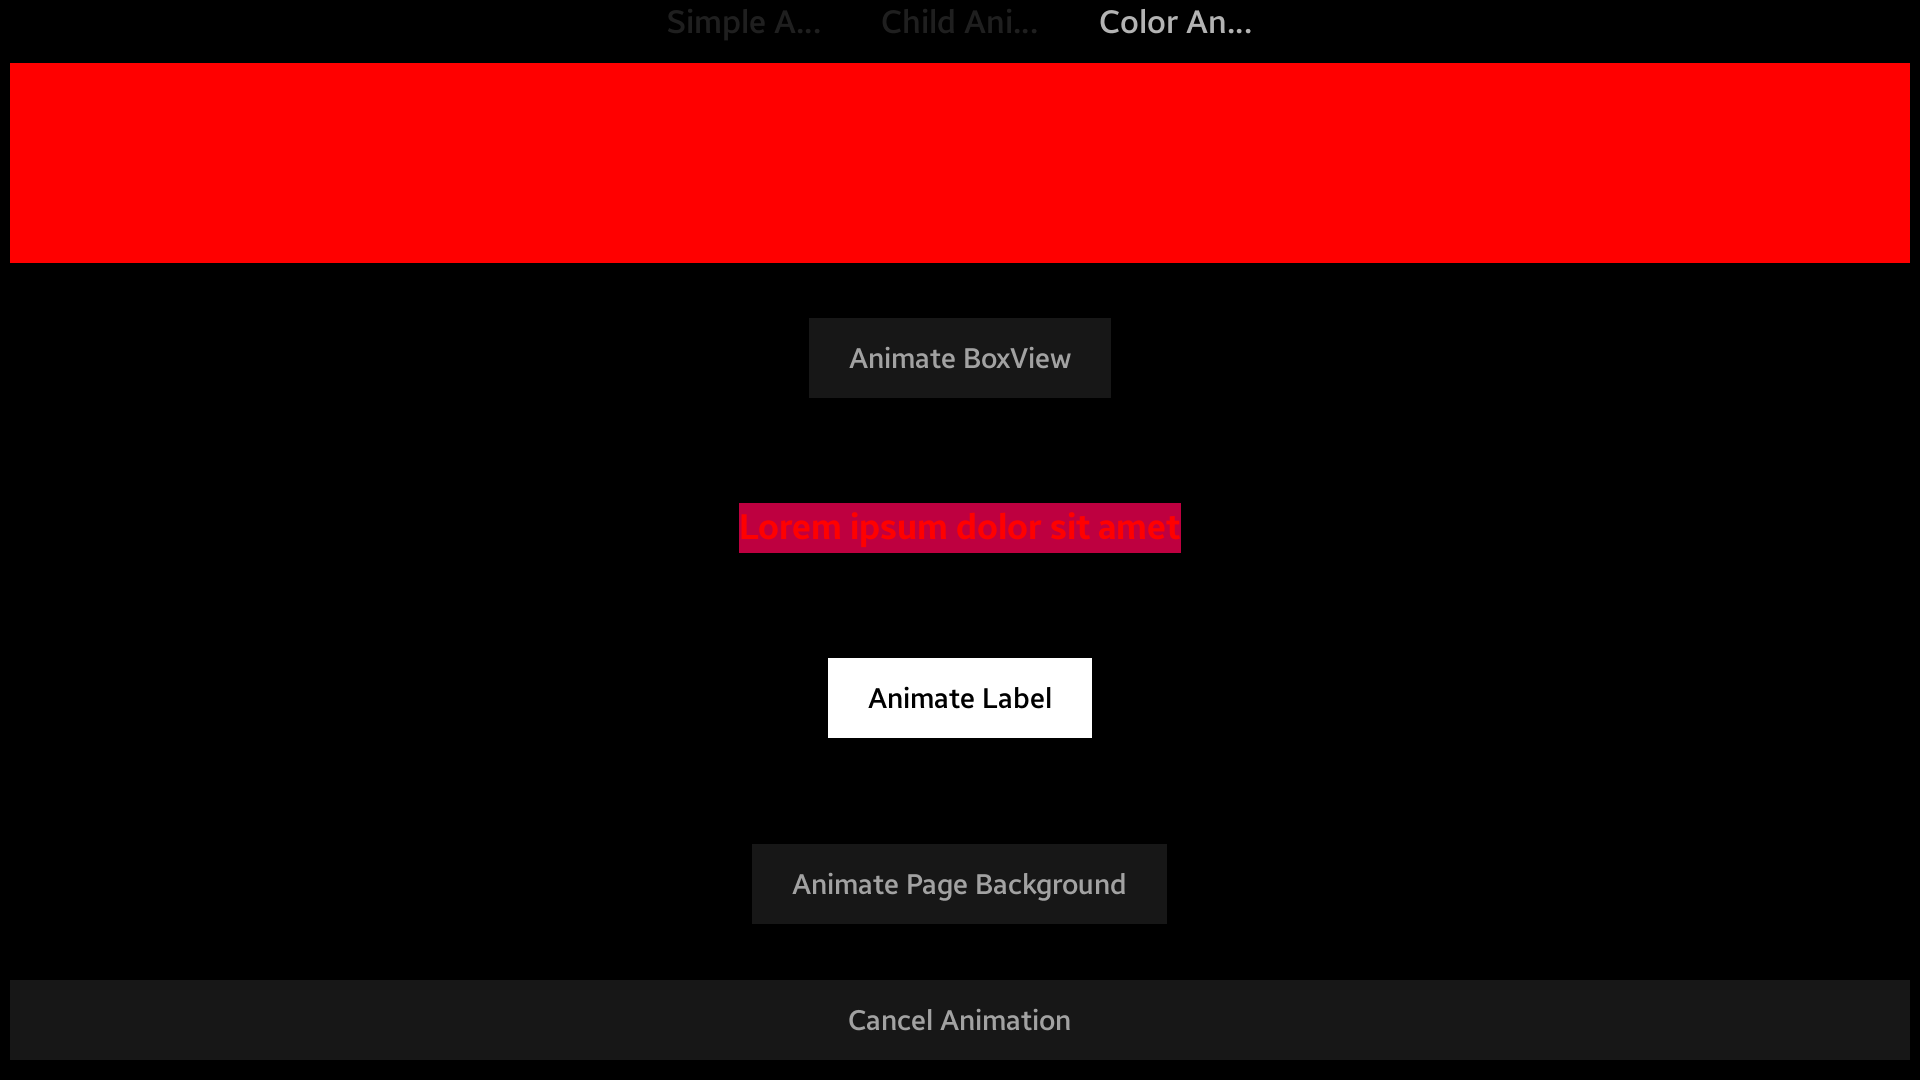 Simple A... Child Ani... Color An...
Animate BoxView
Lorem ipsum dolor sit amet
Animate Label
Animate Page Background
Cancel Animation